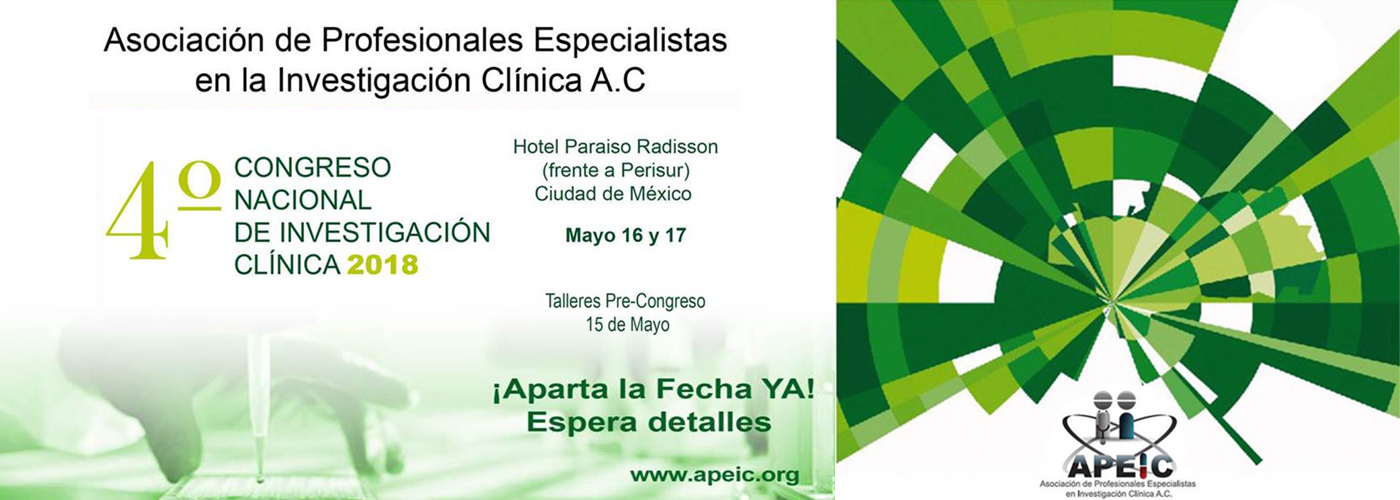 Asociación de Profesionales Especialistas
en la Investigación Clínica A.C
4º
CONGRESO
NACIONAL
DE INVESTIGACIÓN
CLÍNICA 2018
Hotel Paraiso Radisson
(frente a Perisur)
Ciudad de México
Mayo 16 y 17
Talleres Pre-Congreso
15 de Mayo
¡Aparta la Fecha YA!
Espera detalles
www.apeic.org
APEIC
Asociación de Profesionales Especialistas
en Investigación Clínica A.C.